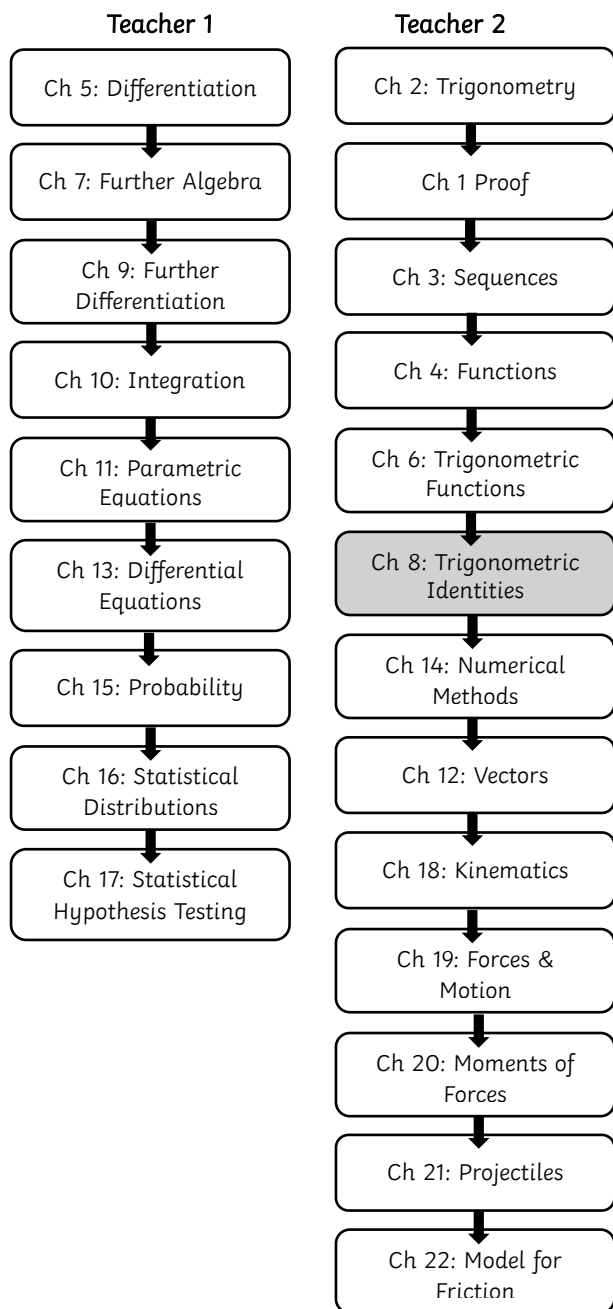 Teacher 1
Ch 5: Differentiation
Ch 7: Further Algebra
Ch 9: Further
Differentiation
Ch 10: Integration
Ch 11: Parametric
Equations
Ch 13: Differential
Equations
Ch 15: Probability
Ch 16: Statistical
Distributions
Ch 17: Statistical
Hypothesis Testing
Teacher 2
Ch 2: Trigonometry
Ch 1 Proof
Ch 3: Sequences
Ch 4: Functions
Ch 6: Trigonometric
Functions
Ch 8: Trigonometric
Identities
Ch 14: Numerical
Methods
Ch 12: Vectors
Ch 18: Kinematics
Ch 19: Forces &
Motion
Ch 20: Moments of
Forces
Ch 21: Projectiles
Ch 22: Model for
Friction